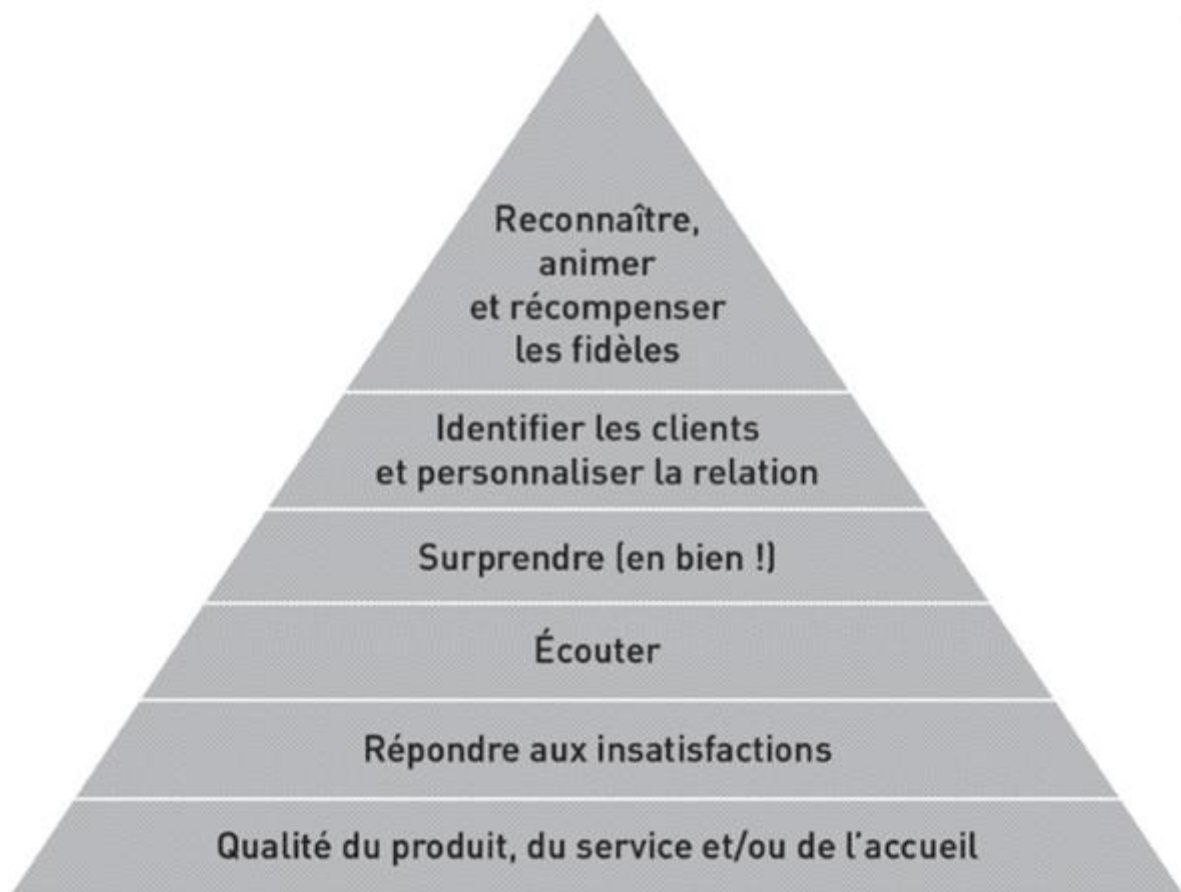 Reconnaître,
animer
et récompenser
les fidèles
Identifier les clients
et personnaliser la relation
Surprendre (en bien !)
Écouter
Répondre aux insatisfactions
Qualité du produit, du service et/ou de l'accueil